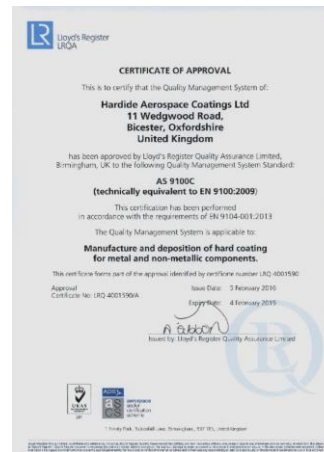 Lloyd's Register
LRQA
CERTIFICATE OF APPROVAL
This is to certify that the Quality Management System of:
Hardide Aerospace Coatings Ltd
11 Wedgwood Road,
Bicester, Oxfordshire
United Kingdom
has been approved by Lloyd's Register Quality Assurance Limited,
Birmingham, UK to the following Quality Management System Standard:
AS 9100C
(technically equivalent to EN 9100:2009)
This certification has been performed
in accordance with the requirements of EN 9104-001:2013
The Quality Management System is applicable to:
Manufacture and deposition of hard coating
for metal and non-metallic components.
This certificate forms part of the approval identified by certificate number LRQ 4001590
Approval
Certificate No: LRQ 4001590/A
Issue Date: 5 February 2016
Expiry Date: 4 February 2019
Issued by: Lloyd's Register Quality Assurance Limited
UKAS
aerospace
sector
certification
scheme